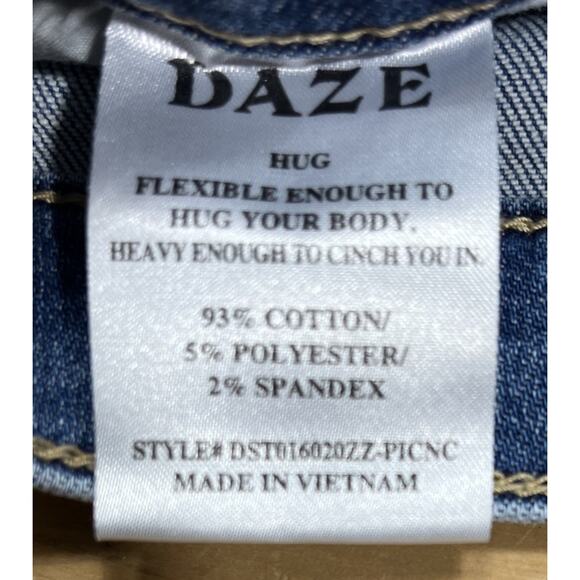 DAZE
HUG
FLEXIBLE ENOUGH TO
HUG YOUR BODY.
HEAVY ENOUGH TO CINCH YOU IN.
93% COTTON/
5% POLYESTER/
2% SPANDEX
STYLE# DST016020ZZ-PICNC
MADE IN VIETNAM